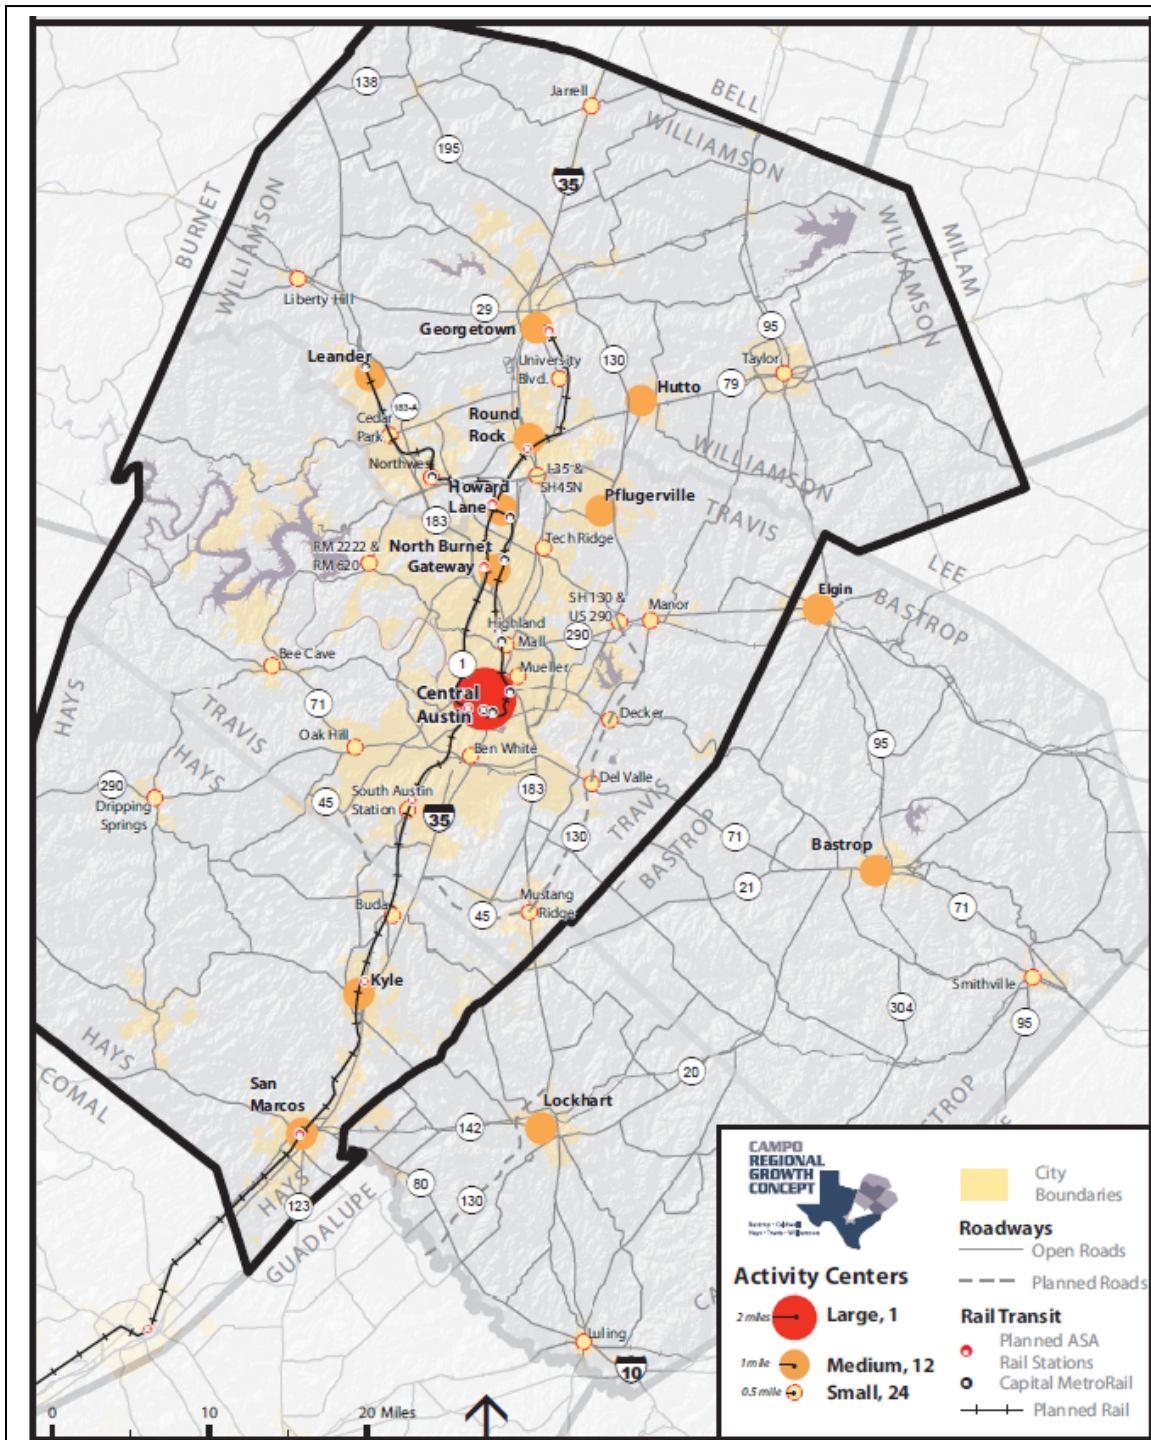 138
Jarrell
BELL
WILLIAMSON
195
35
BURNET
WILLIAMSON
WILLIAMSON
MILAM
Liberty Hill
29
Georgetown
95
Leander
University
Blvd.
130
Taylor
Hutto
79
183-A
Cedar
Park
Round
Rock
WILLIAMSON
Northwest
I-35 &
SH45N
Howard
Lane
Pflugerville
TRAVIS
183
RM 2222 &
RM 620
North Burnet
Gateway
Tech Ridge
LEE
SH 130 &
US 290
Manor
Elgin
BASTROP
Highland
Mall
290
Bee Cave
1
Mueller
HAYS
TRAVIS
71
Central
Austin
Decker
HAYS
Oak Hill
Ben White
95
290
Dripping
Springs
45
South Austin
Station
35
183
Del Valle
TRAVIS
130
BASTROP
71
Bastrop
21
Buda
45
Mustang
Ridge
71
Kyle
Smithville
304
95
HAYS
COMAL
20
San
Marcos
Lockhart
142
BASTROP
HAYS
80
123
130
GUADALUPE
Luling
10
CAMPO
REGIONAL
GROWTH
CONCEPT
Bastrop • Caldwell
Hays • Travis • Williamson
Activity Centers
2 miles
Large, 1
1 mile
Medium, 12
0.5 mile
Small, 24
City
Boundaries
Roadways
Open Roads
Planned Roads
Rail Transit
Planned ASA
Rail Stations
Capital MetroRail
Planned Rail
0
10
20 Miles